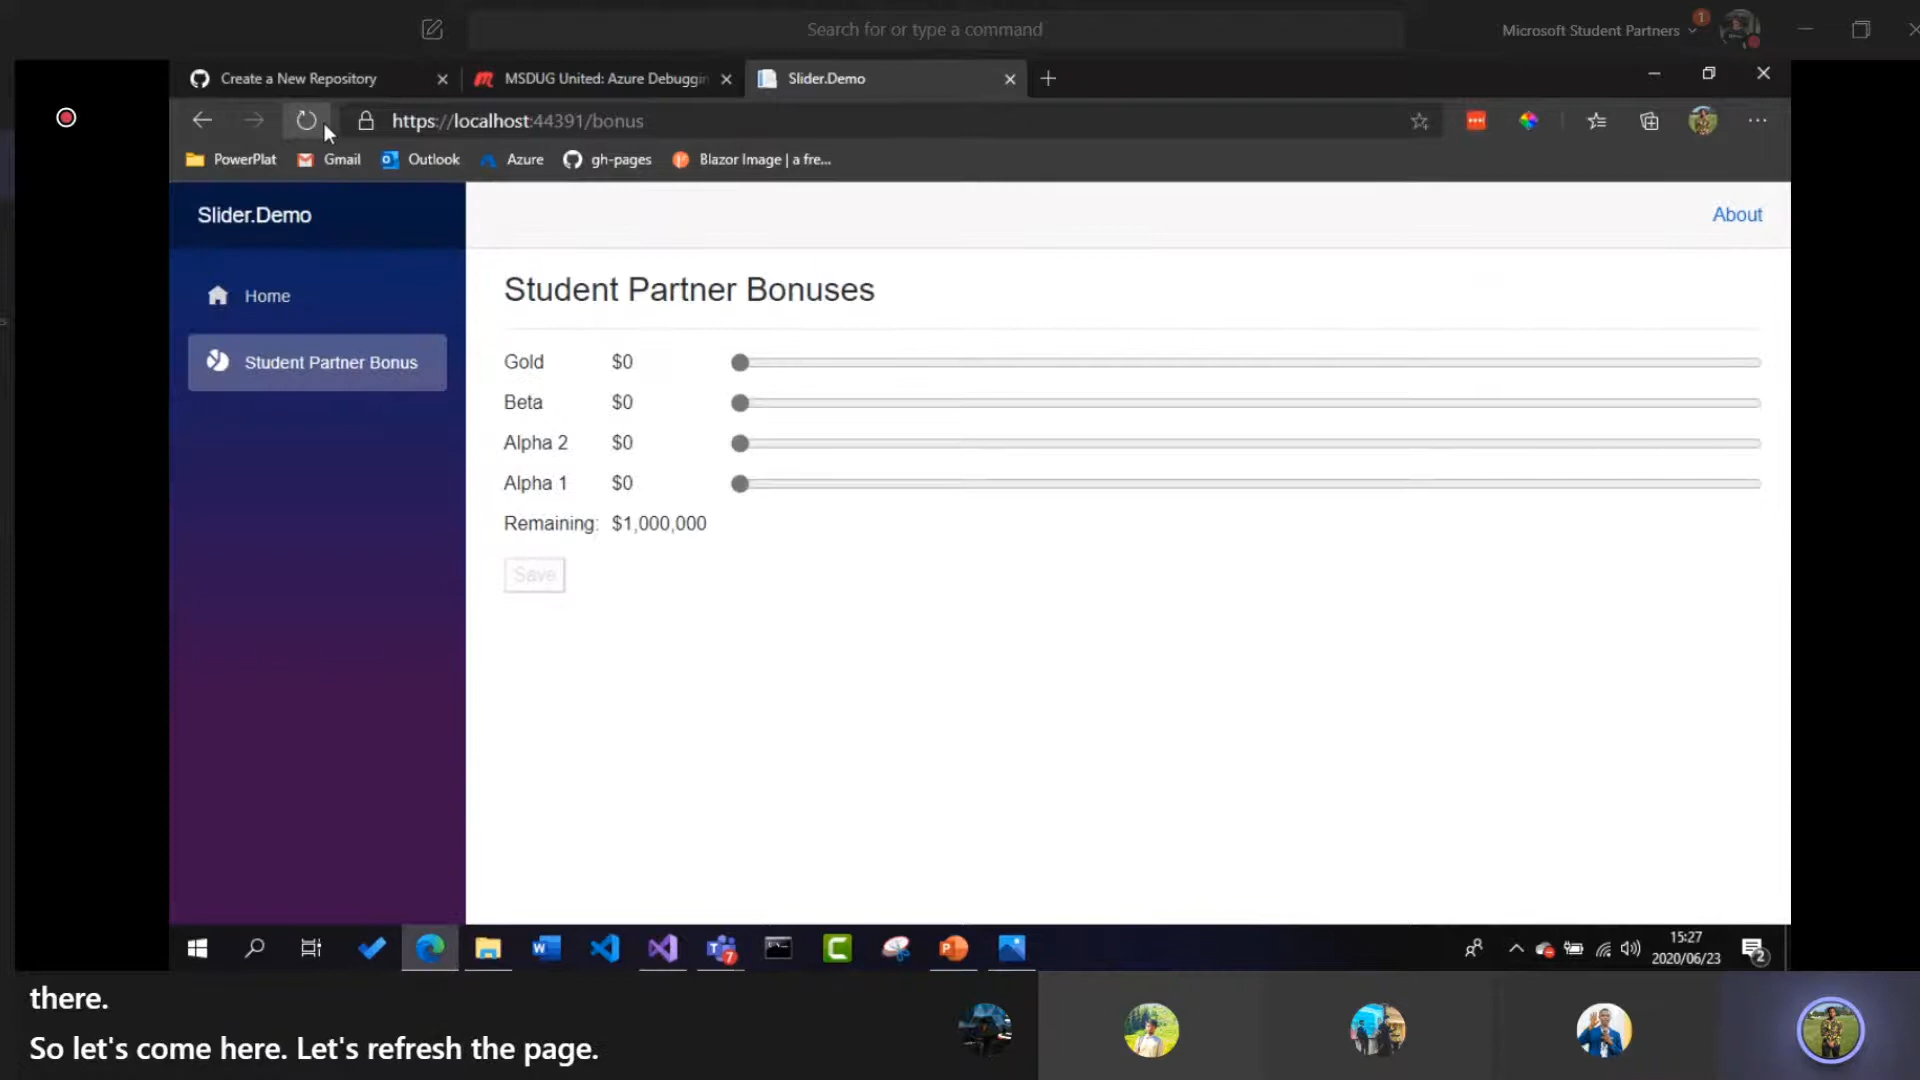 Search for or type a command
Microsoft Student Partners
1
Create a New Repository
MSDUG United: Azure Debuggin
Slider.Demo
https://localhost:44391/bonus
PowerPlat
Gmail
Outlook
Azure
gh-pages
Blazor Image | a fre...
Slider.Demo
About
Home
Student Partner Bonus
Student Partner Bonuses
Gold $0
Beta $0
Alpha 2 $0
Alpha 1 $0
Remaining: $1,000,000
Save
7
15:27
2020/06/23
2
there.
So let's come here. Let's refresh the page.